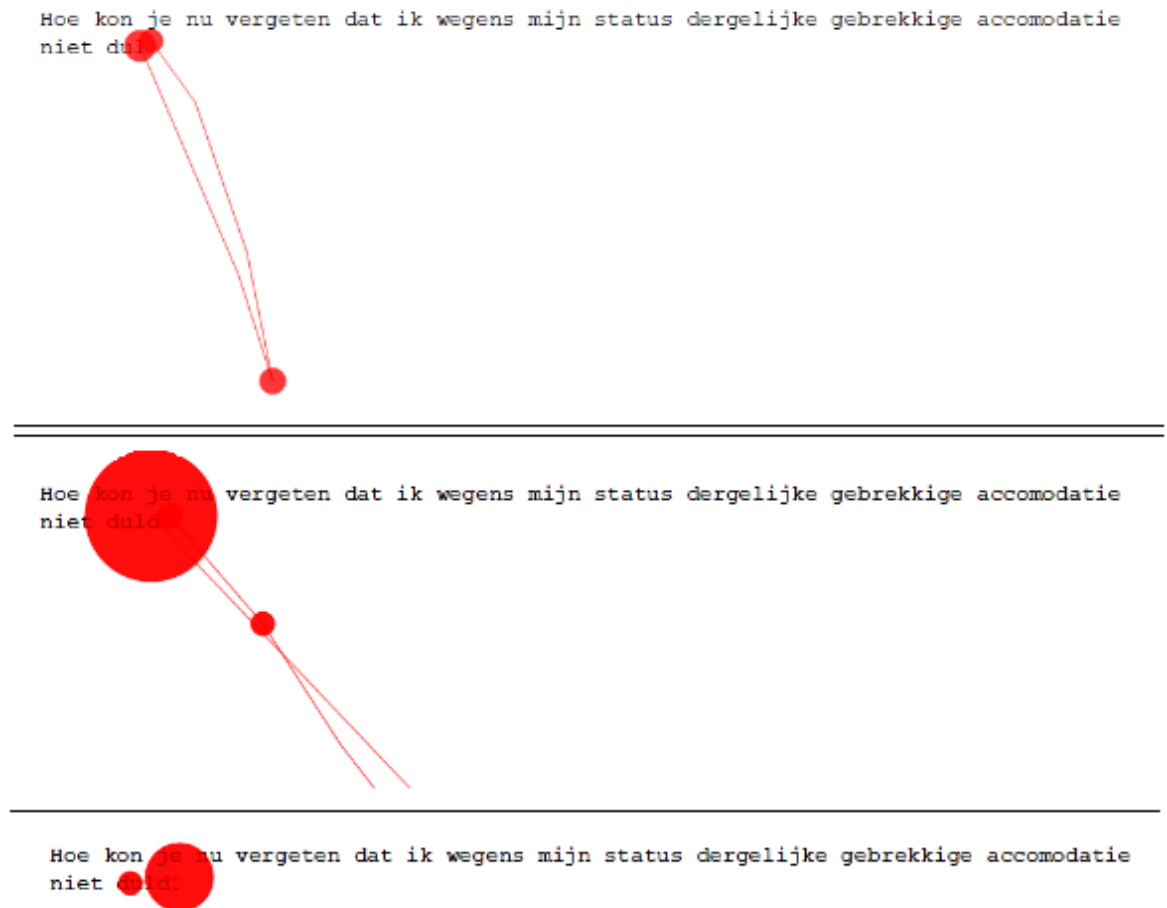 Hoe kon je nu vergeten dat ik wegens mijn status dergelijke gebrekkige accomodatie
niet duld
Hoe kon je nu vergeten dat ik wegens mijn status dergelijke gebrekkige accomodatie
niet duld.
Hoe kon je nu vergeten dat ik wegens mijn status dergelijke gebrekkige accomodatie
niet duld.